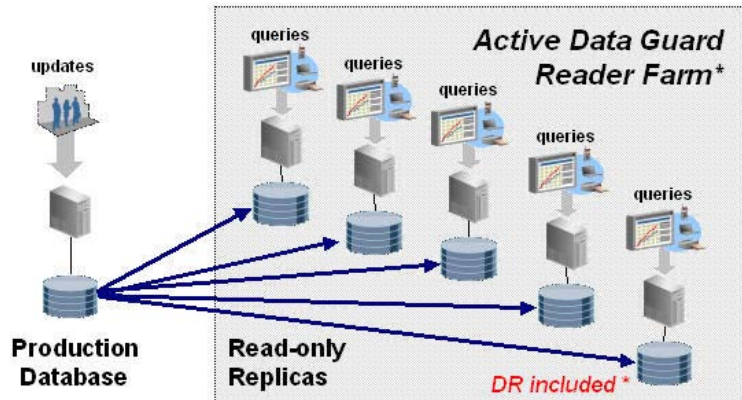 updates
queries
queries
queries
queries
queries
Active Data Guard
Reader Farm*
Production
Database
Read-only
Replicas
DR included *